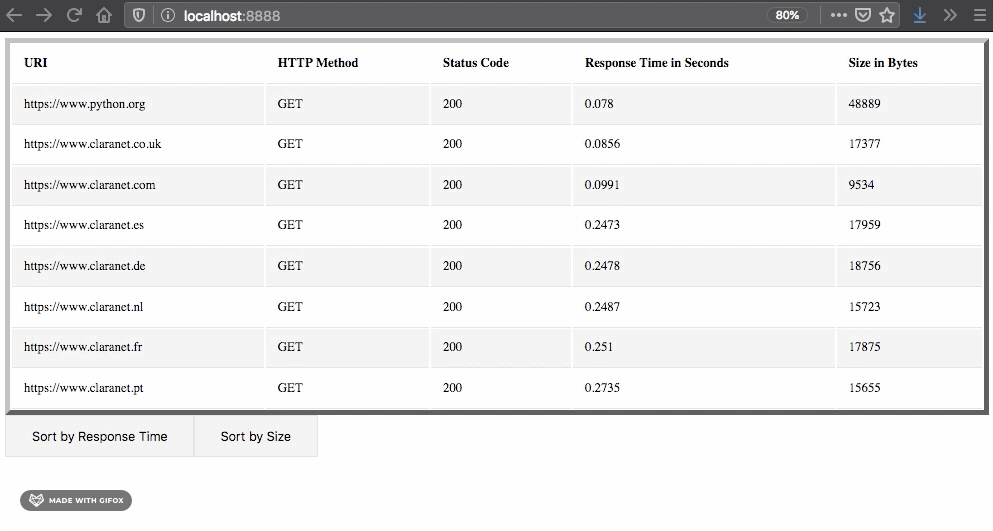 localhost:8888 80%
URI HTTP Method Status Code Response Time in Seconds Size in Bytes
https://www.python.org GET 200 0.078 48889
https://www.claranet.co.uk GET 200 0.0856 17377
https://www.claranet.com GET 200 0.0991 9534
https://www.claranet.es GET 200 0.2473 17959
https://www.claranet.de GET 200 0.2478 18756
https://www.claranet.nl GET 200 0.2487 15723
https://www.claranet.fr GET 200 0.251 17875
https://www.claranet.pt GET 200 0.2735 15655
Sort by Response Time Sort by Size
MADE WITH GIFOX